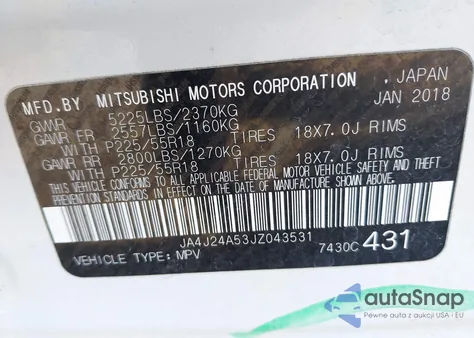 MFD.BY MITSUBISHI MOTORS CORPORATION , JAPAN
GVWR 5225LBS/2370KG JAN 2018
GAWR FR 2557LBS/1160KG
P225/55R18 TIRES 18X7.0J RIMS
GAWR RR 2800LBS/1270KG
P225/55R18 TIRES 18X7.0J RIMS
THIS VEHICLE CONFORMS TO ALL APPLICABLE FEDERAL MOTOR VEHICLE SAFETY, BUMPER AND THEFT
PREVENTION STANDARDS IN EFFECT ON THE DATE OF MANUFACTURE SHOWN ABOVE.
JA4J24A53JZ043531
VEHICLE TYPE: MPV 7430C 431
autoSnap
Pewne auta z aukcji USA i EU